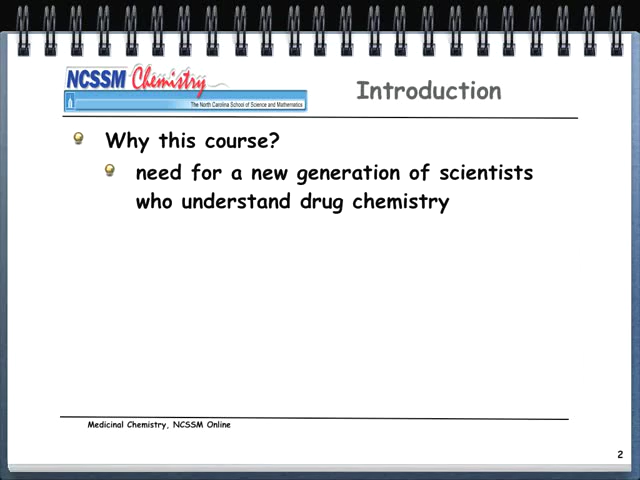 NCSSM Chemistry
The North Carolina School of Science and Mathematics
Introduction
Why this course?
need for a new generation of scientists
who understand drug chemistry
Medicinal Chemistry, NCSSM Online
2